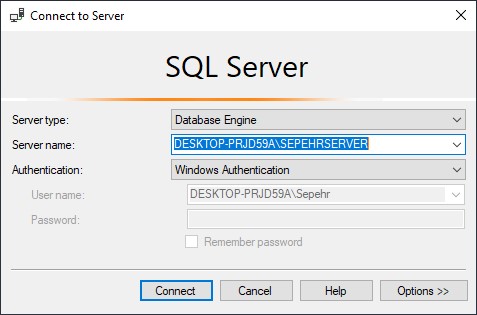 Connect to Server
SQL Server
Server type: Database Engine
Server name: DESKTOP-PRJD59A\SEPEHRSERVER
Authentication: Windows Authentication
User name: DESKTOP-PRJD59A\Sepehr
Password:
Remember password
Connect Cancel Help Options >>